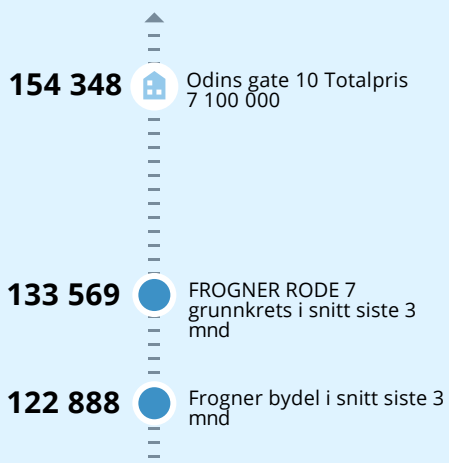 154 348
Odins gate 10 Totalpris
7 100 000
133 569
FROGNER RODE 7
grunnkrets i snitt siste 3
mnd
122 888
Frogner bydel i snitt siste 3
mnd